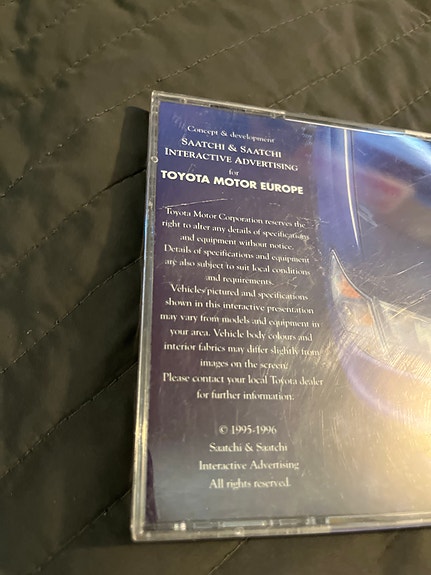 Concept & development
SAATCHI & SAATCHI
INTERACTIVE ADVERTISING
for
TOYOTA MOTOR EUROPE
Toyota Motor Corporation reserves the
right to alter any details of specifications
and equipment without notice.
Details of specifications and equipment
are also subject to suit local conditions
and requirements.
Vehicles pictured and specifications
shown in this interactive presentation
may vary from models and equipment in
your area. Vehicle body colours and
interior fabrics may differ slightly from
images on the screen.
Please contact your local Toyota dealer
for further information.
© 1995-1996
Saatchi & Saatchi
Interactive Advertising
All rights reserved.